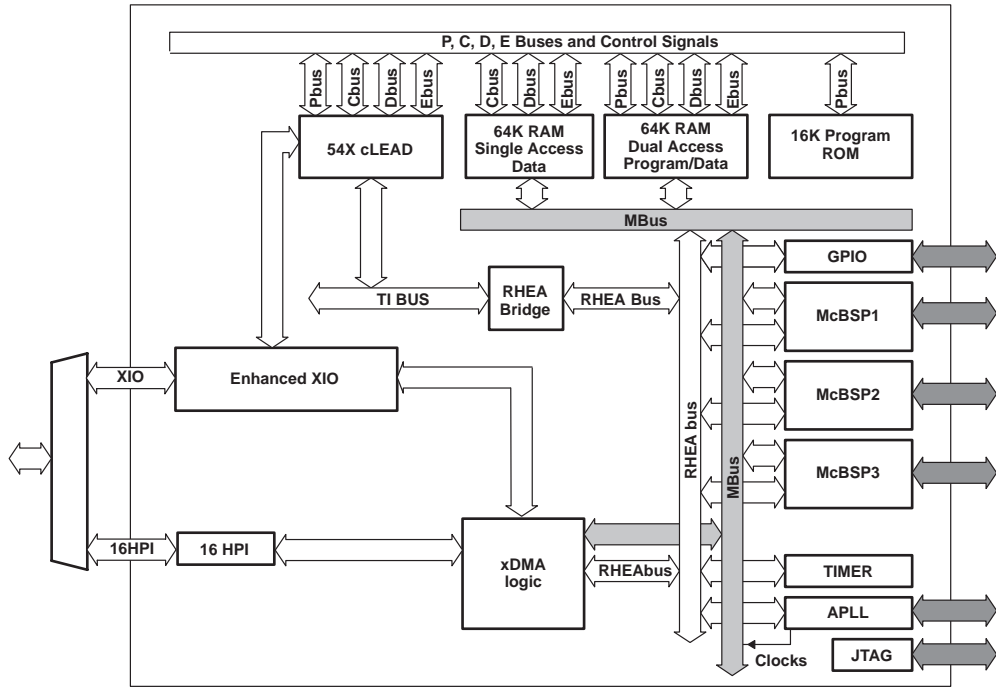 P, C, D, E Buses and Control Signals
Pbus
Cbus
Dbus
Ebus
Cbus
Dbus
Ebus
Pbus
Cbus
Dbus
Ebus
Pbus
54X cLEAD
64K RAM
Single Access
Data
64K RAM
Dual Access
Program/Data
16K Program
ROM
MBus
GPIO
TI BUS
RHEA
Bridge
RHEA Bus
McBSP1
XIO
Enhanced XIO
McBSP2
RHEA bus
MBus
McBSP3
16HPI
16 HPI
xDMA
logic
RHEAbus
TIMER
APLL
Clocks
JTAG